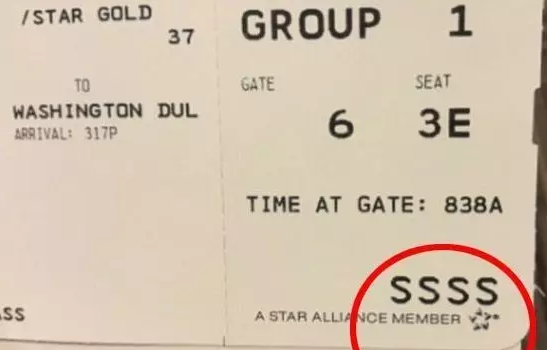 /STAR GOLD
37
TO
WASHINGTON DUL
ARRIVAL: 317P
SS
GROUP 1
GATE SEAT
6 3E
TIME AT GATE: 838A
SSSS
A STAR ALLIANCE MEMBER